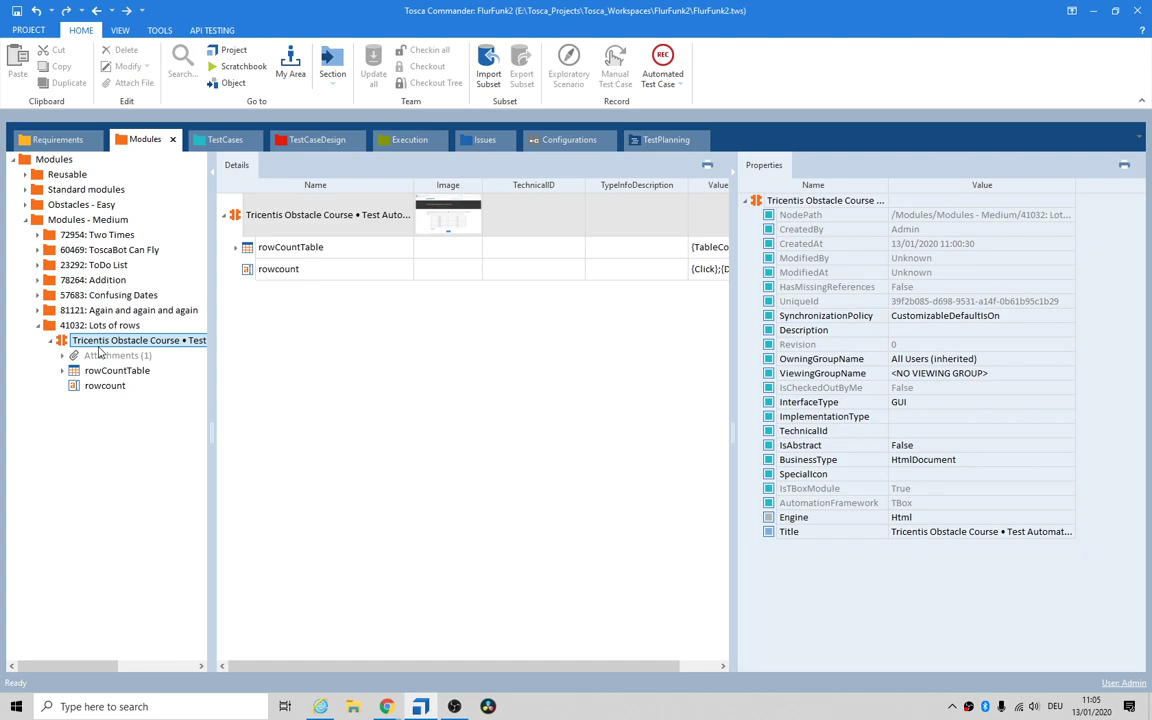 Tosca Commander: FlurFunk2 (E:\Tosca_Projects\Tosca_Workspaces\FlurFunk2\FlurFunk2.tws)
PROJECT HOME VIEW TOOLS API TESTING
Paste
Cut
Copy
Duplicate
Clipboard
Delete
Modify
Attach File
Edit
Search...
Project
Scratchbook
Object
My Area
Section
Go to
Update all
Checkin all
Checkout
Checkout Tree
Team
Import Subset
Export Subset
Subset
Exploratory Scenario
Manual Test Case
REC
Automated Test Case
Record
Requirements Modules TestCases TestCaseDesign Execution Issues Configurations TestPlanning
Modules
Reusable
Standard modules
Obstacles - Easy
Modules - Medium
72954: Two Times
60469: ToscaBot Can Fly
23292: ToDo List
78264: Addition
57683: Confusing Dates
81121: Again and again and again
41032: Lots of rows
Tricentis Obstacle Course • Test
Attachments (1)
rowCountTable
rowcount
Details
Name Image TechnicalID TypeInfoDescription Value
Tricentis Obstacle Course • Test Auto...
rowCountTable {TableCo
rowcount {Click};{D
Properties
Name Value
Tricentis Obstacle Course ...
NodePath /Modules/Modules - Medium/41032: Lot...
CreatedBy Admin
CreatedAt 13/01/2020 11:00:30
ModifiedBy Unknown
ModifiedAt Unknown
HasMissingReferences False
UniqueId 39f2b085-d698-9531-a14f-0b61b95c1b29
SynchronizationPolicy CustomizableDefaultIsOn
Description
Revision 0
OwningGroupName All Users (inherited)
ViewingGroupName <NO VIEWING GROUP>
IsCheckedOutByMe False
InterfaceType GUI
ImplementationType
TechnicalId
IsAbstract False
BusinessType HtmlDocument
SpecialIcon
IsTBoxModule True
AutomationFramework TBox
Engine Html
Title Tricentis Obstacle Course • Test Automat...
Ready
User: Admin
Type here to search
DEU
11:05
13/01/2020